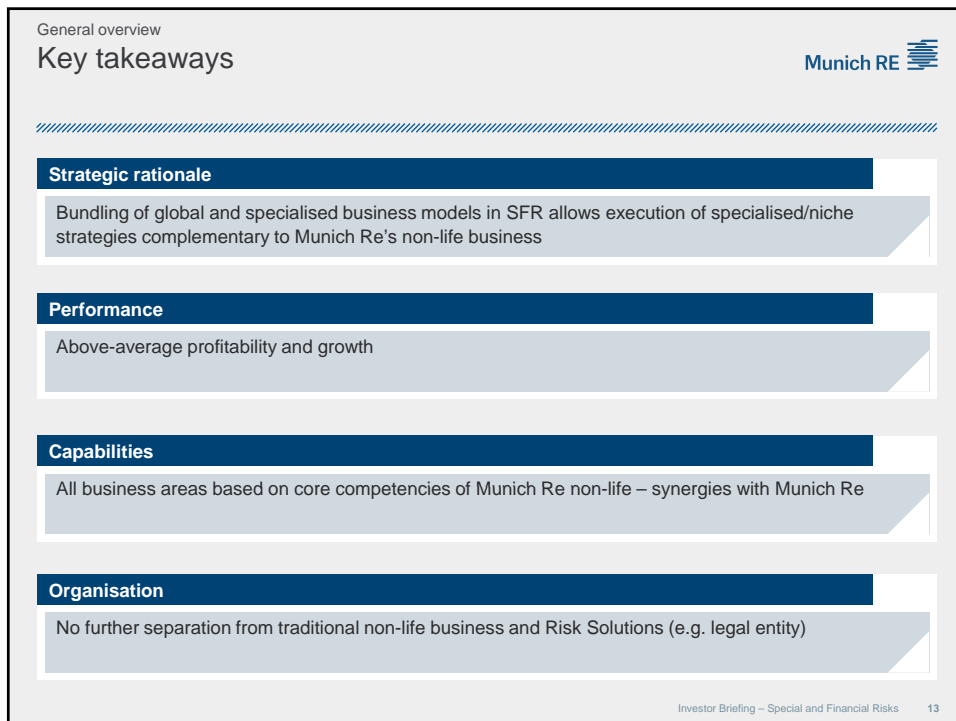 General overview
Key takeaways
Munich RE
Strategic rationale
Bundling of global and specialised business models in SFR allows execution of specialised/niche
strategies complementary to Munich Re's non-life business
Performance
Above-average profitability and growth
Capabilities
All business areas based on core competencies of Munich Re non-life – synergies with Munich Re
Organisation
No further separation from traditional non-life business and Risk Solutions (e.g. legal entity)
Investor Briefing – Special and Financial Risks 13